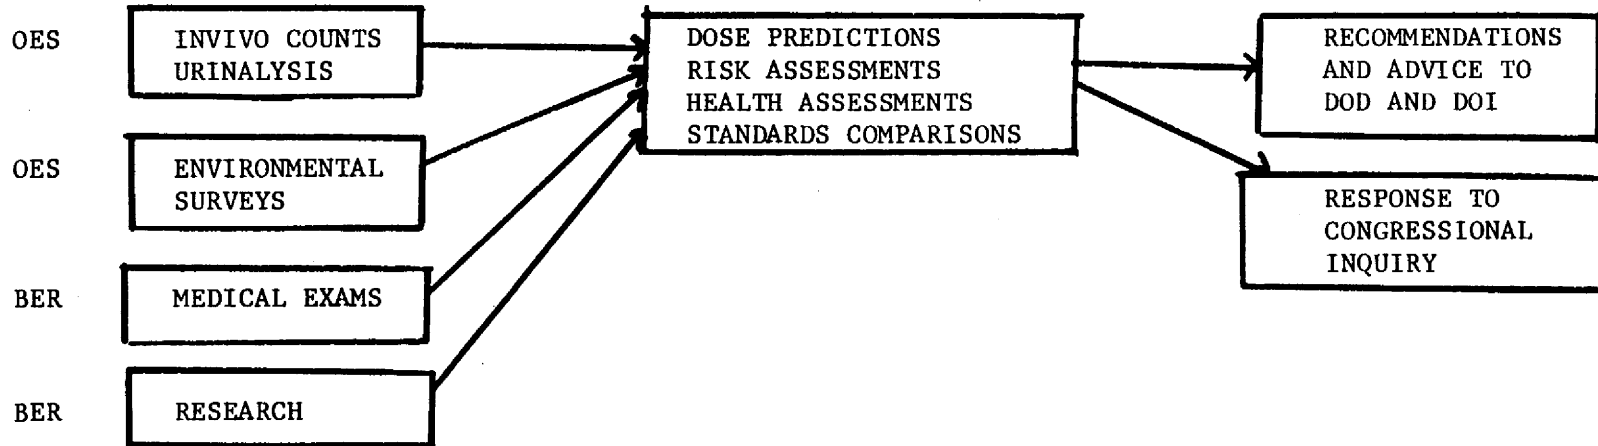 OES
INVIVO COUNTS
URINALYSIS
OES
ENVIRONMENTAL
SURVEYS
BER
MEDICAL EXAMS
BER
RESEARCH
DOSE PREDICTIONS
RISK ASSESSMENTS
HEALTH ASSESSMENTS
STANDARDS COMPARISONS
RECOMMENDATIONS
AND ADVICE TO
DOD AND DOI
RESPONSE TO
CONGRESSIONAL
INQUIRY